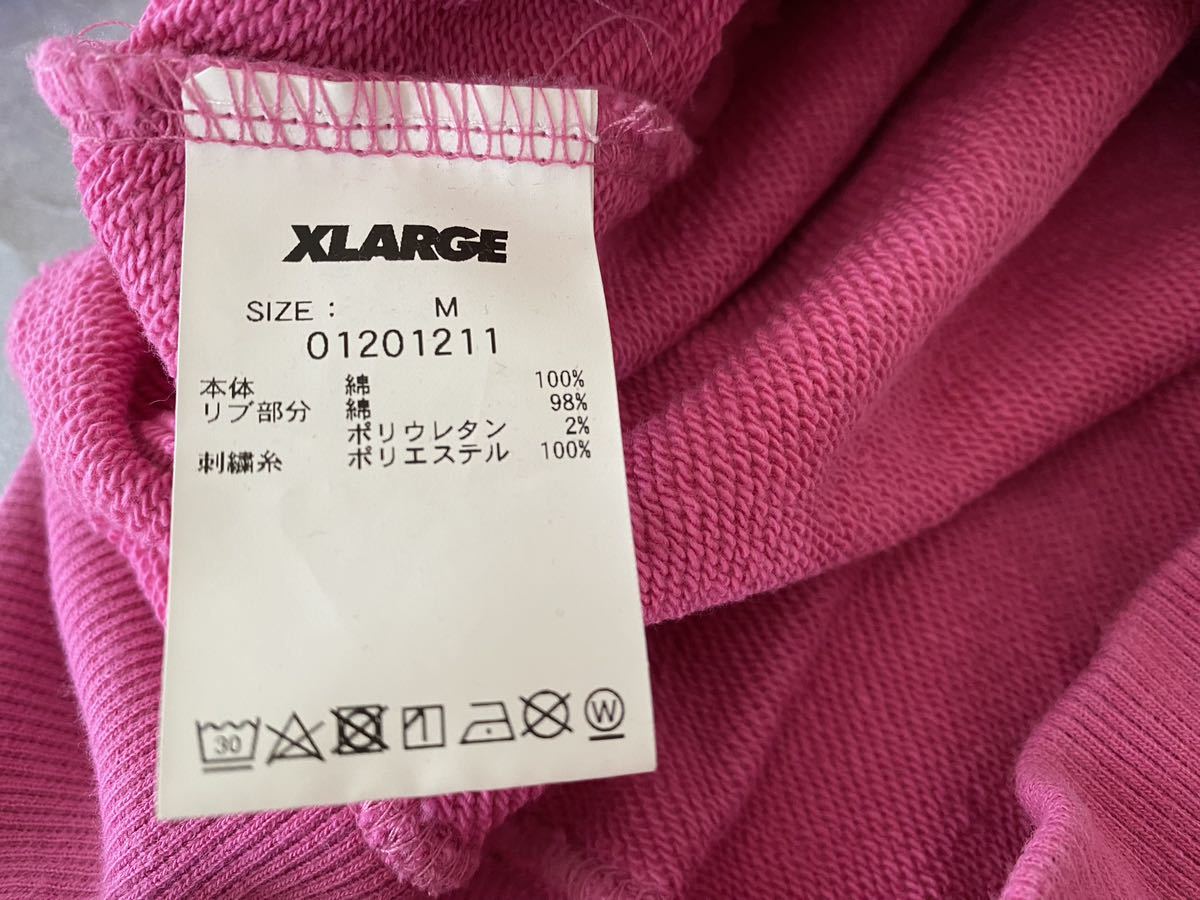 XLARGE
SIZE : M
01201211
本体 綿 100%
リブ部分 綿 98%
ポリウレタン 2%
刺繍糸 ポリエステル 100%
30 W